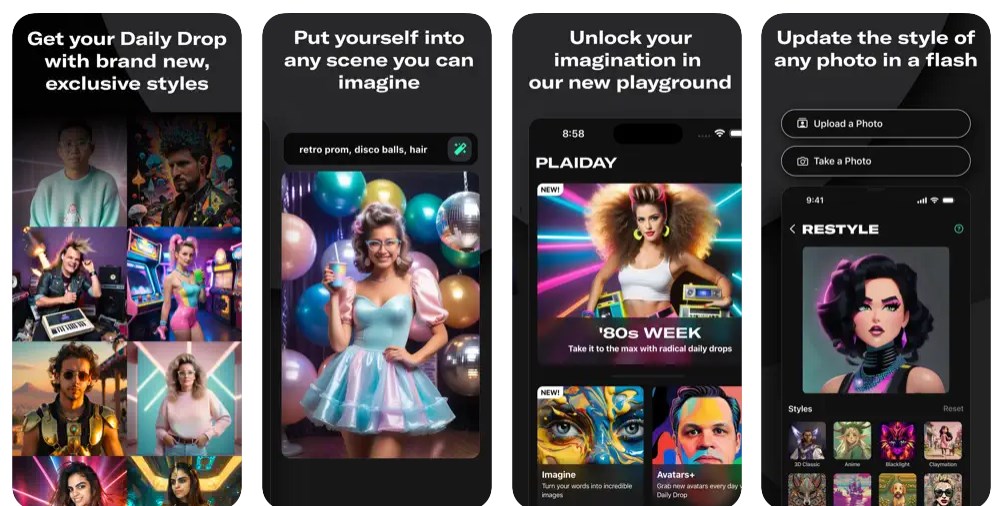 Get your Daily Drop
with brand new,
exclusive styles
Put yourself into
any scene you can
imagine
retro prom, disco balls, hair
Unlock your
imagination in
our new playground
8:58
PLAIDAY
NEW!
'80s WEEK
Take it to the max with radical daily drops
NEW!
Imagine
Turn your words into incredible
images
Avatars+
Grab new avatars every day
Daily Drop
Update the style of
any photo in a flash
Upload a Photo
Take a Photo
9:41
RESTYLE
Styles
Reset
3D Classic
Anime
Blacklight
Claymation